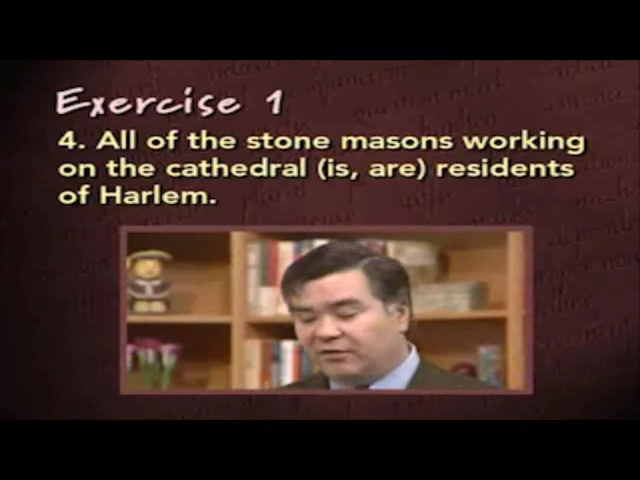 Exercise 1
4. All of the stone masons working
on the cathedral (is, are) residents
of Harlem.